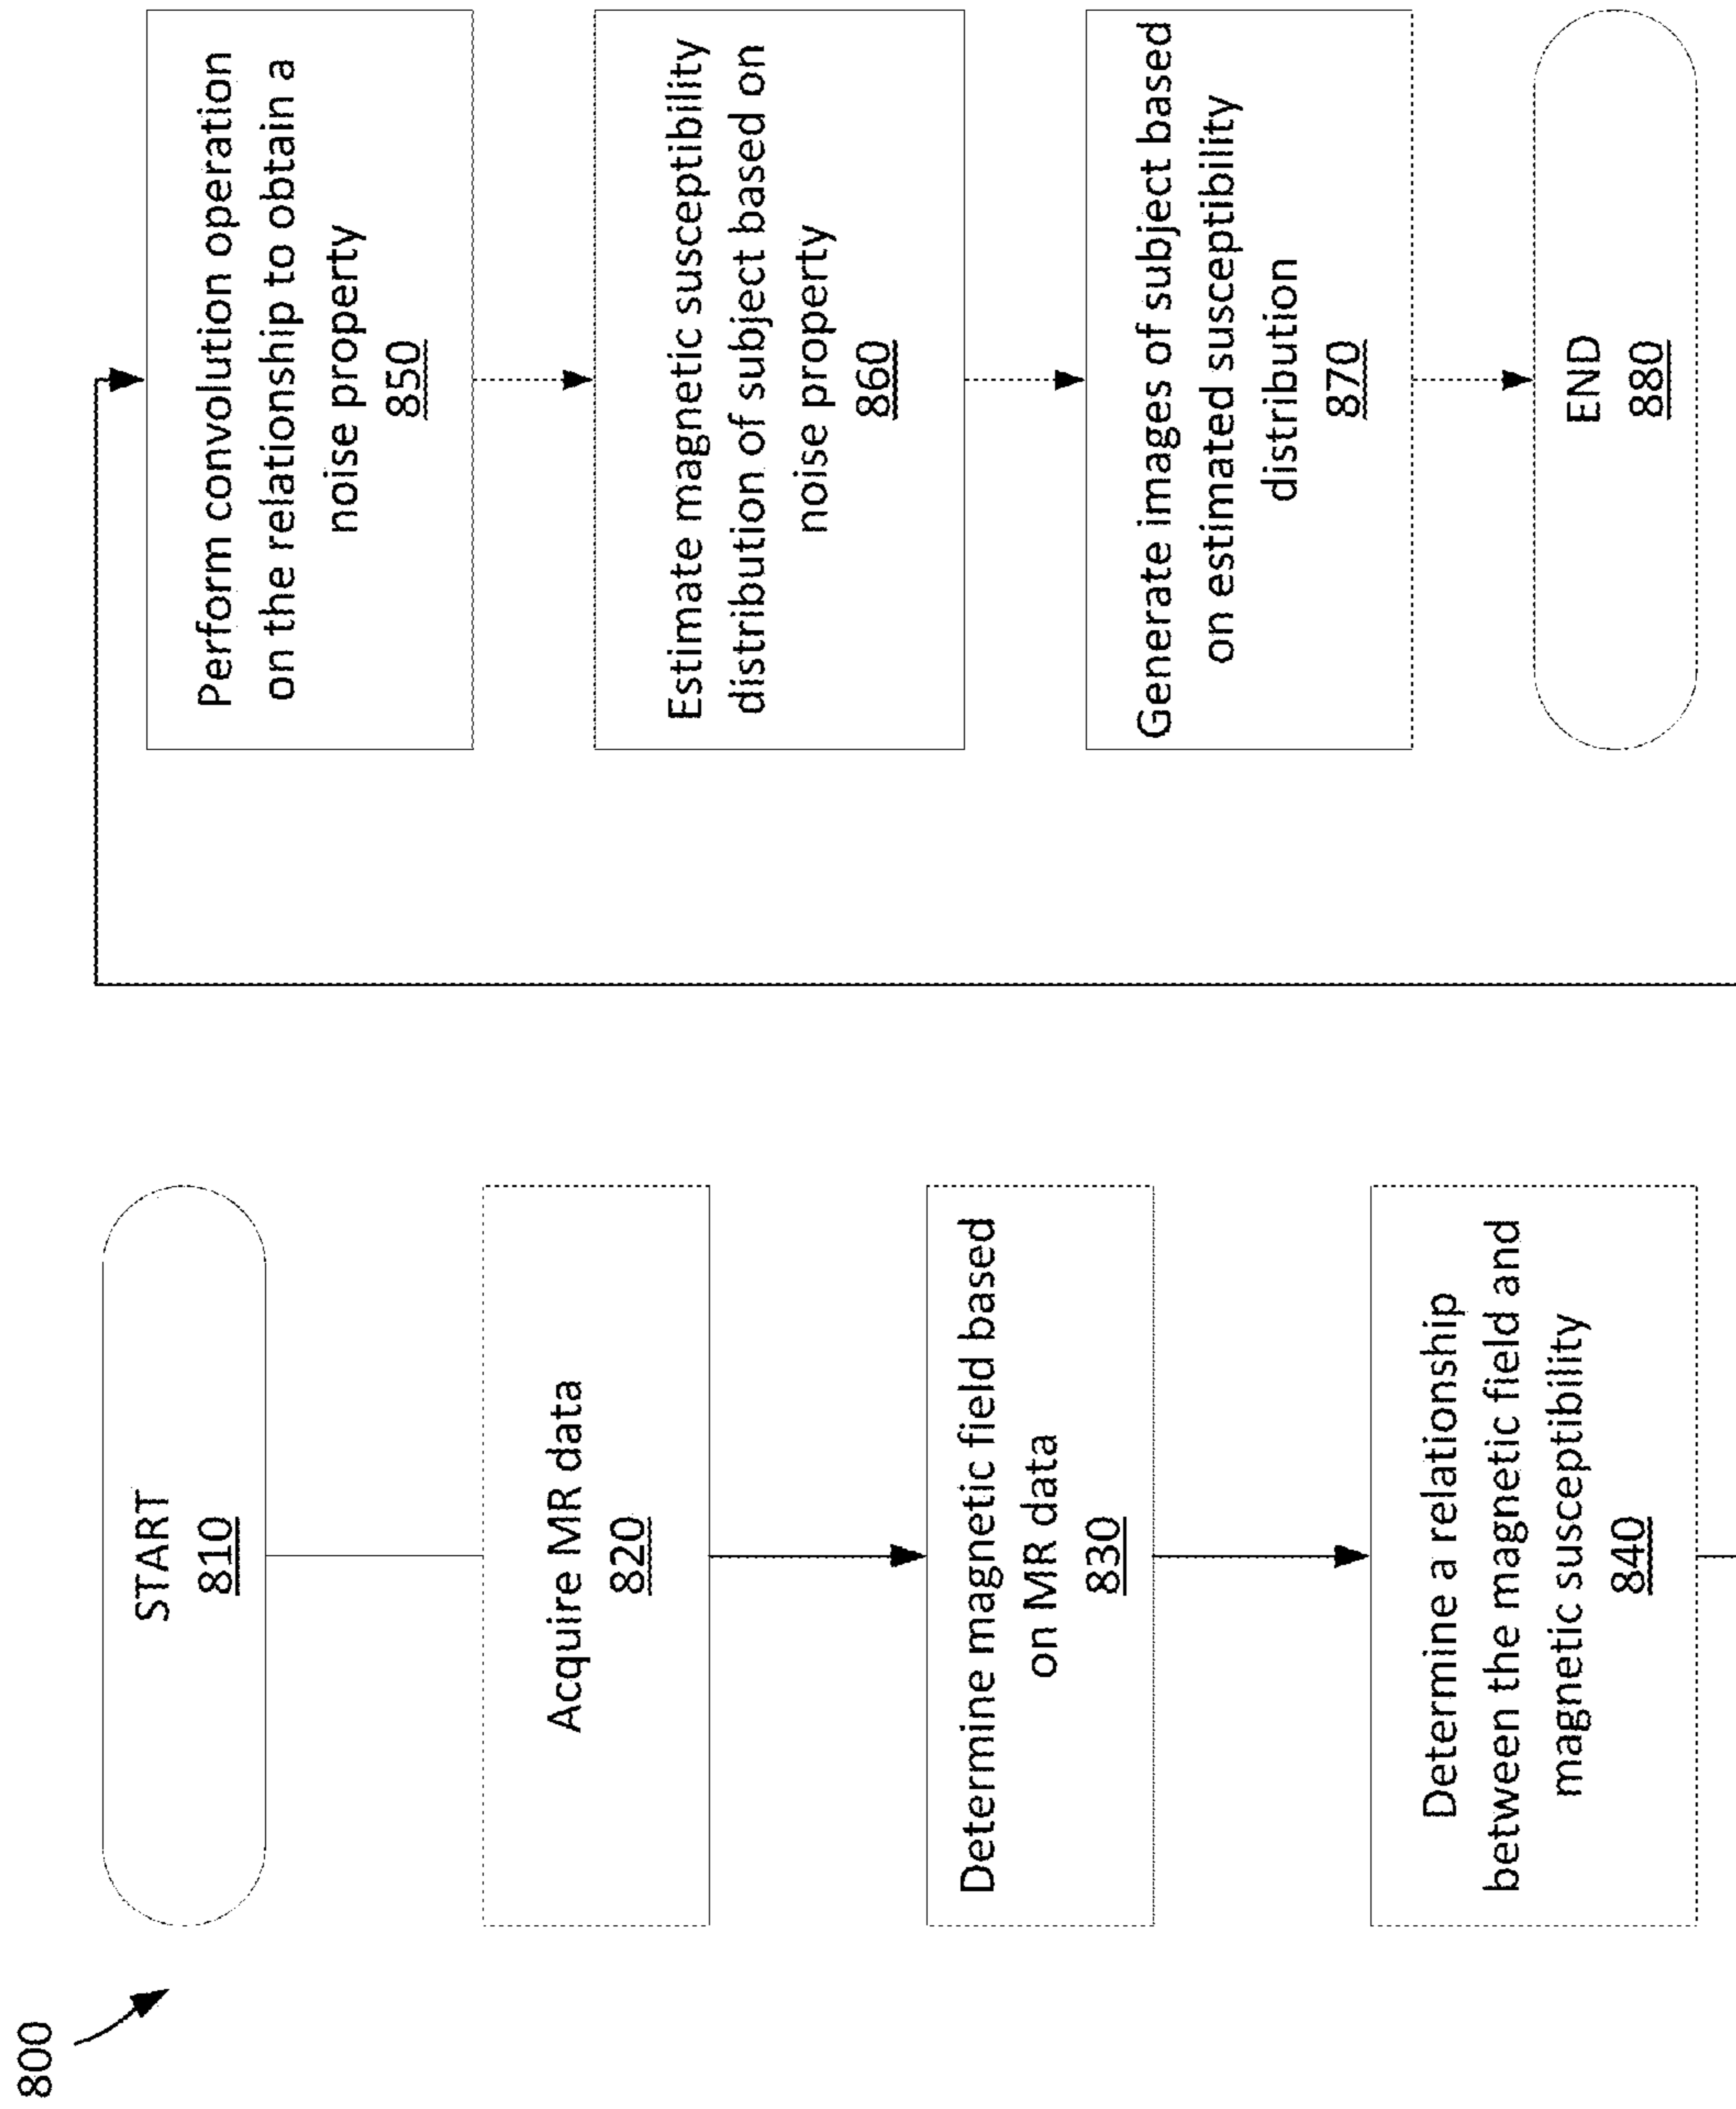 800
START
810
Acquire MR data
820
Determine magnetic field based
on MR data
830
Determine a relationship
between the magnetic field and
magnetic susceptibility
840
Perform convolution operation
on the relationship to obtain a
noise property
850
Estimate magnetic susceptibility
distribution of subject based on
noise property
860
Generate images of subject based
on estimated susceptibility
distribution
870
END
880